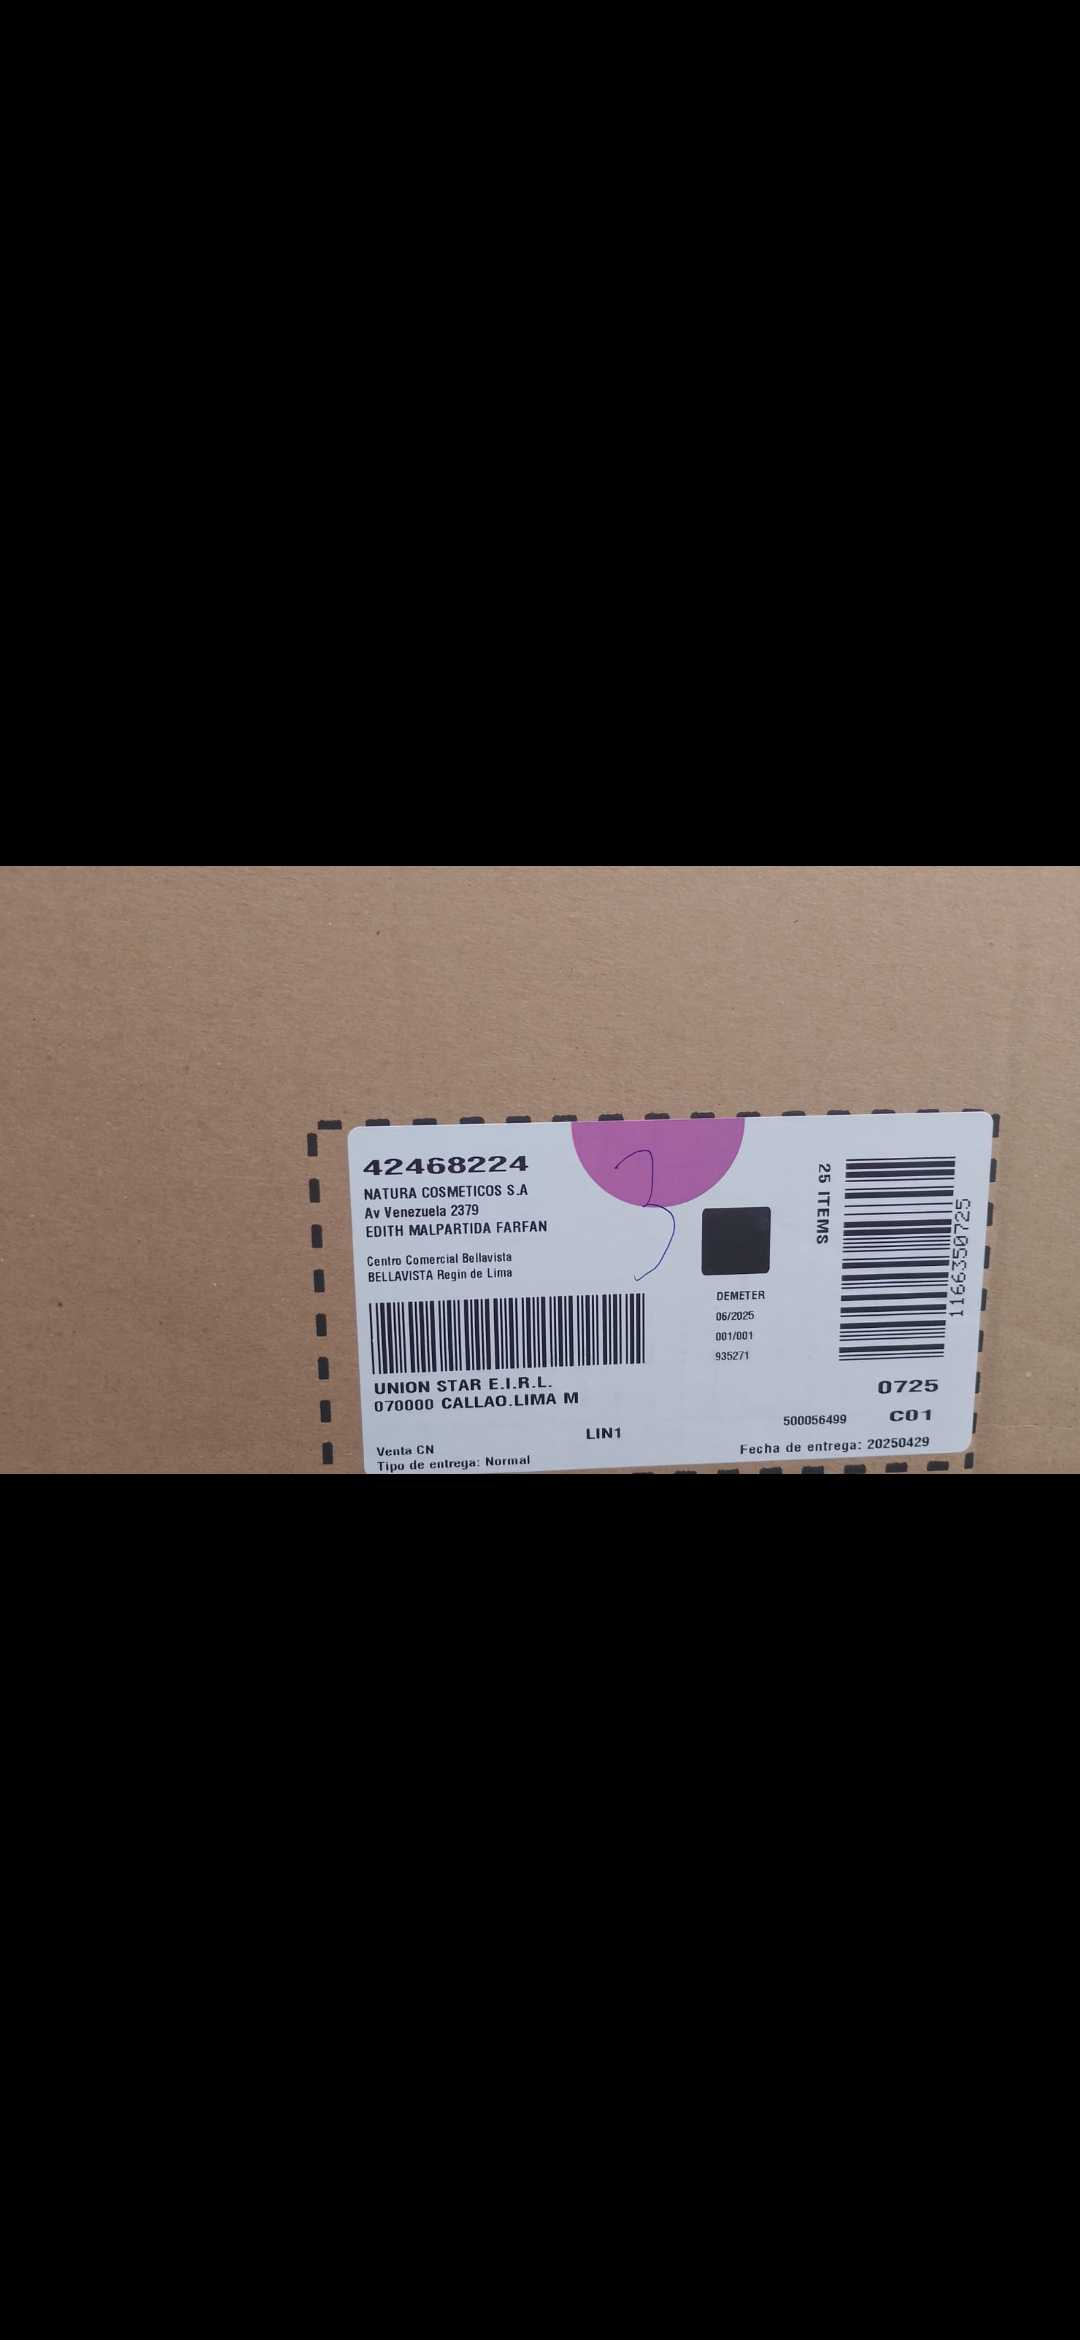 42468224
NATURA COSMETICOS S.A
Av Venezuela 2379
EDITH MALPARTIDA FARFAN
Centro Comercial Bellavista
BELLAVISTA Regin de Lima
3
25 ITEMS
1166350725
DEMETER
06/2025
001/001
935271
UNION STAR E.I.R.L.
070000 CALLAO.LIMA M
0725
LIN1
500056499
C01
Venta CN
Fecha de entrega: 20250429
Tipo de entrega: Normal